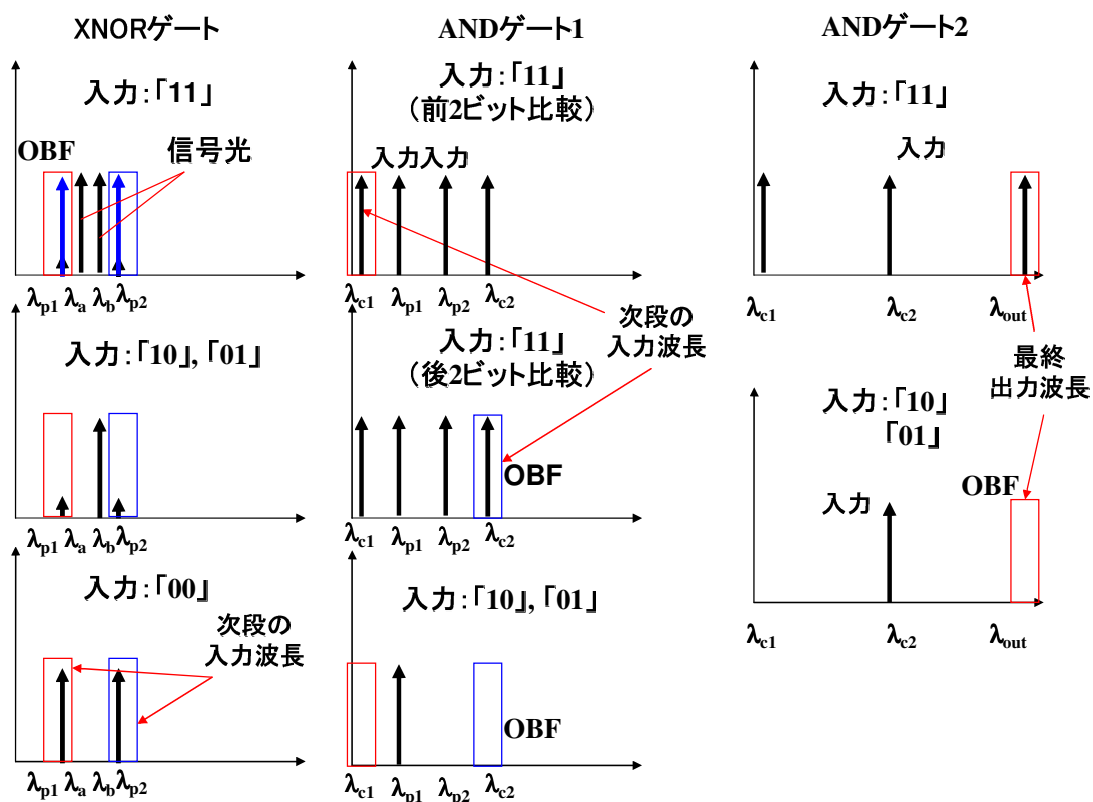 XNORゲート
入力:「11」
OBF
信号光
λp1 λa λb λp2
入力:「10」, 「01」
λp1 λa λb λp2
入力:「00」
次段の
入力波長
λp1 λa λb λp2
ANDゲート1
入力:「11」
(前2ビット比較)
入力入力
λc1 λp1 λp2 λc2
次段の
入力波長
入力:「11」
(後2ビット比較)
OBF
λc1 λp1 λp2 λc2
入力:「10」, 「01」
OBF
λc1 λp1 λp2 λc2
ANDゲート2
入力:「11」
入力
λc1 λc2 λout
最終
出力波長
入力:「10」
「01」
OBF
入力
λc1 λc2 λout